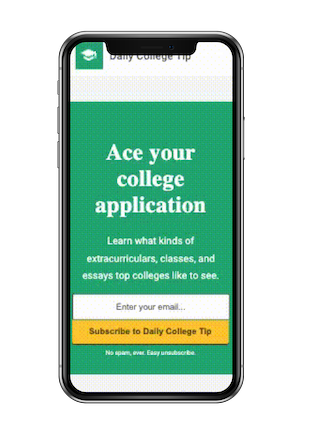 Daily College Tip
Ace your
college
application
Learn what kinds of
extracurriculars, classes, and
essays top colleges like to see.
Enter your email...
Subscribe to Daily College Tip
No spam, ever. Easy unsubscribe.